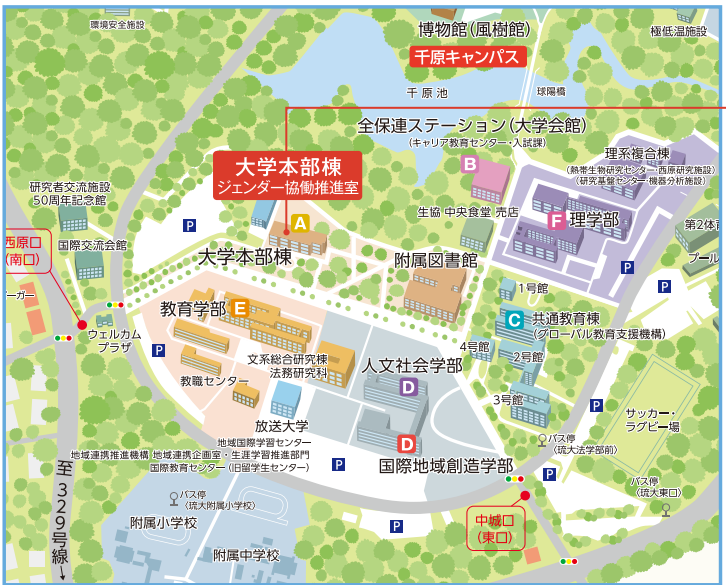 環境安全施設
博物館(風樹館)
極低温施設
千原キャンパス
千原池
球陽橋
全保連ステーション(大学会館)
(キャリア教育センター・入試課)
大学本部棟
ジェンダー協働推進室
B
理系複合棟
(熱帯生物研究センター・西原研究施設)
(研究基盤センター・機器分析施設)
研究者交流施設
50周年記念館
P
A
生協 中央食堂 売店
F 理学部
西原口
(南口)
国際交流会館
大学本部棟
附属図書館
第2体育
プール
P
P
ーガー
1号館
教育学部 E
C 共通教育棟
(グローバル教育支援機構)
ウェルカム
プラザ
P
4号館
2号館
文系総合研究棟
法務研究科
人文社会学部
教職センター
D
3号館
P
サッカー・
ラグビー場
放送大学
地域国際学習センター
D
バス停
(琉大法学部前)
地域連携推進機構 地域連携企画室・生涯学習推進部門
国際教育センター(旧留学生センター)
P
国際地域創造学部
P
至329号線
バス停
(琉大附属小学校)
バス停
(琉大東口)
附属小学校
P
中城口
(東口)
附属中学校